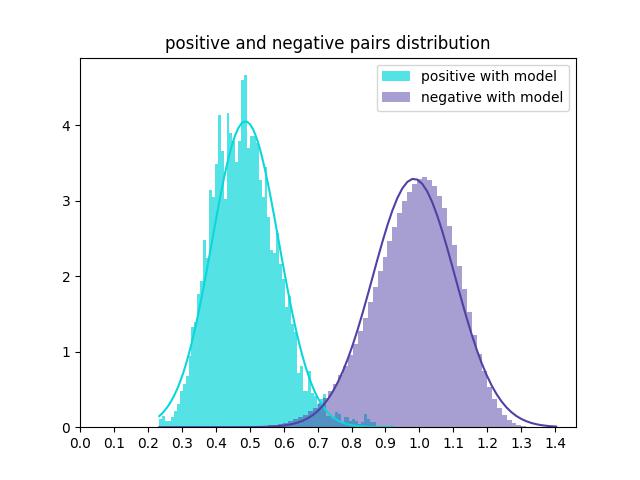 positive and negative pairs distribution
positive with model
negative with model
4
3
2
1
0
0.0 0.1 0.2 0.3 0.4 0.5 0.6 0.7 0.8 0.9 1.0 1.1 1.2 1.3 1.4